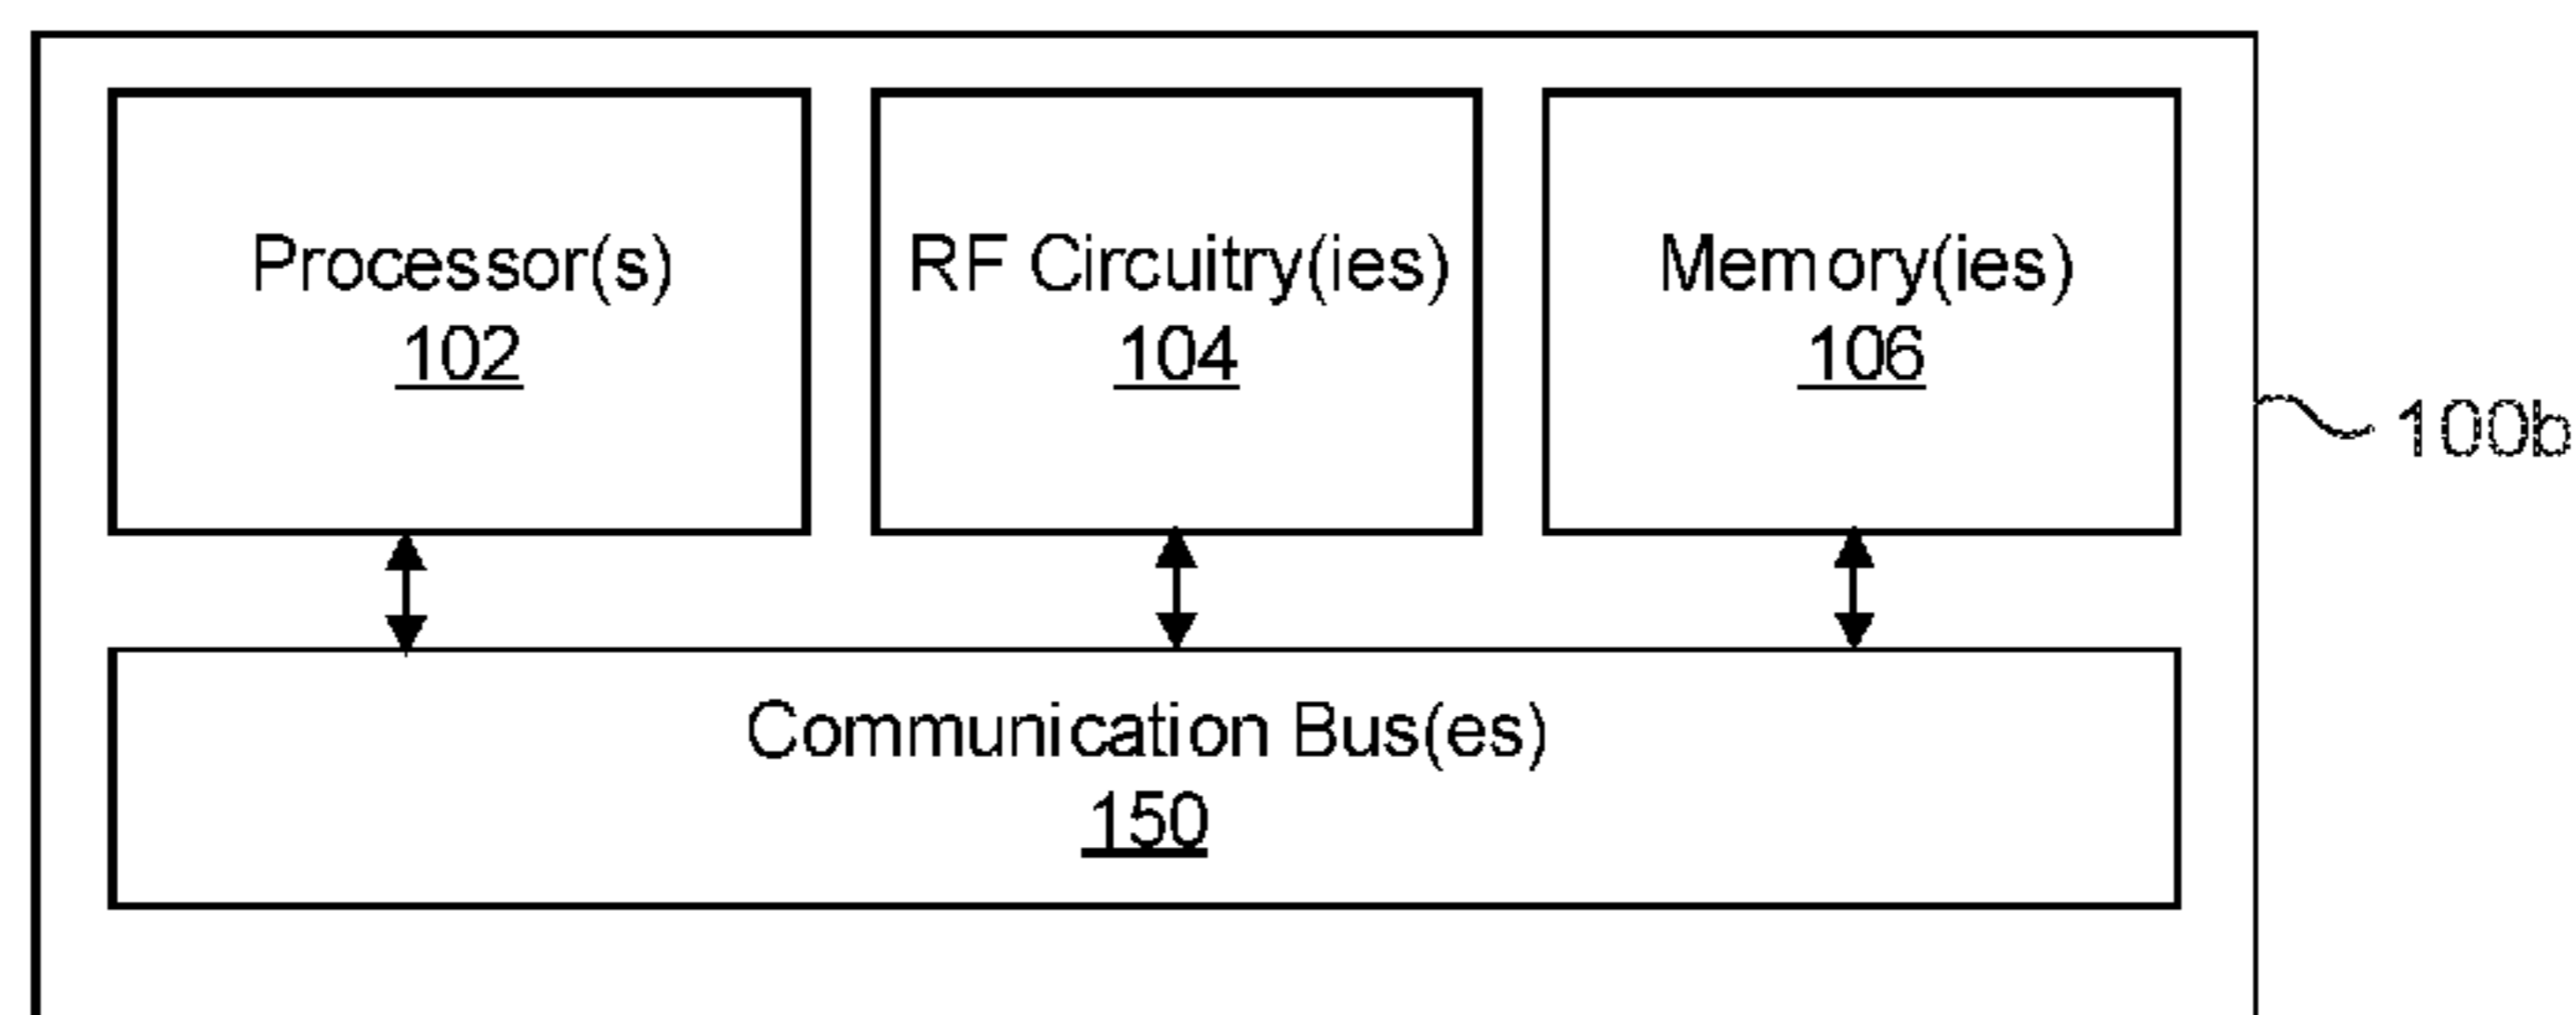 Processor(s)
102
RF Circuitry(ies)
104
Memory(ies)
106
100b
Communication Bus(es)
150